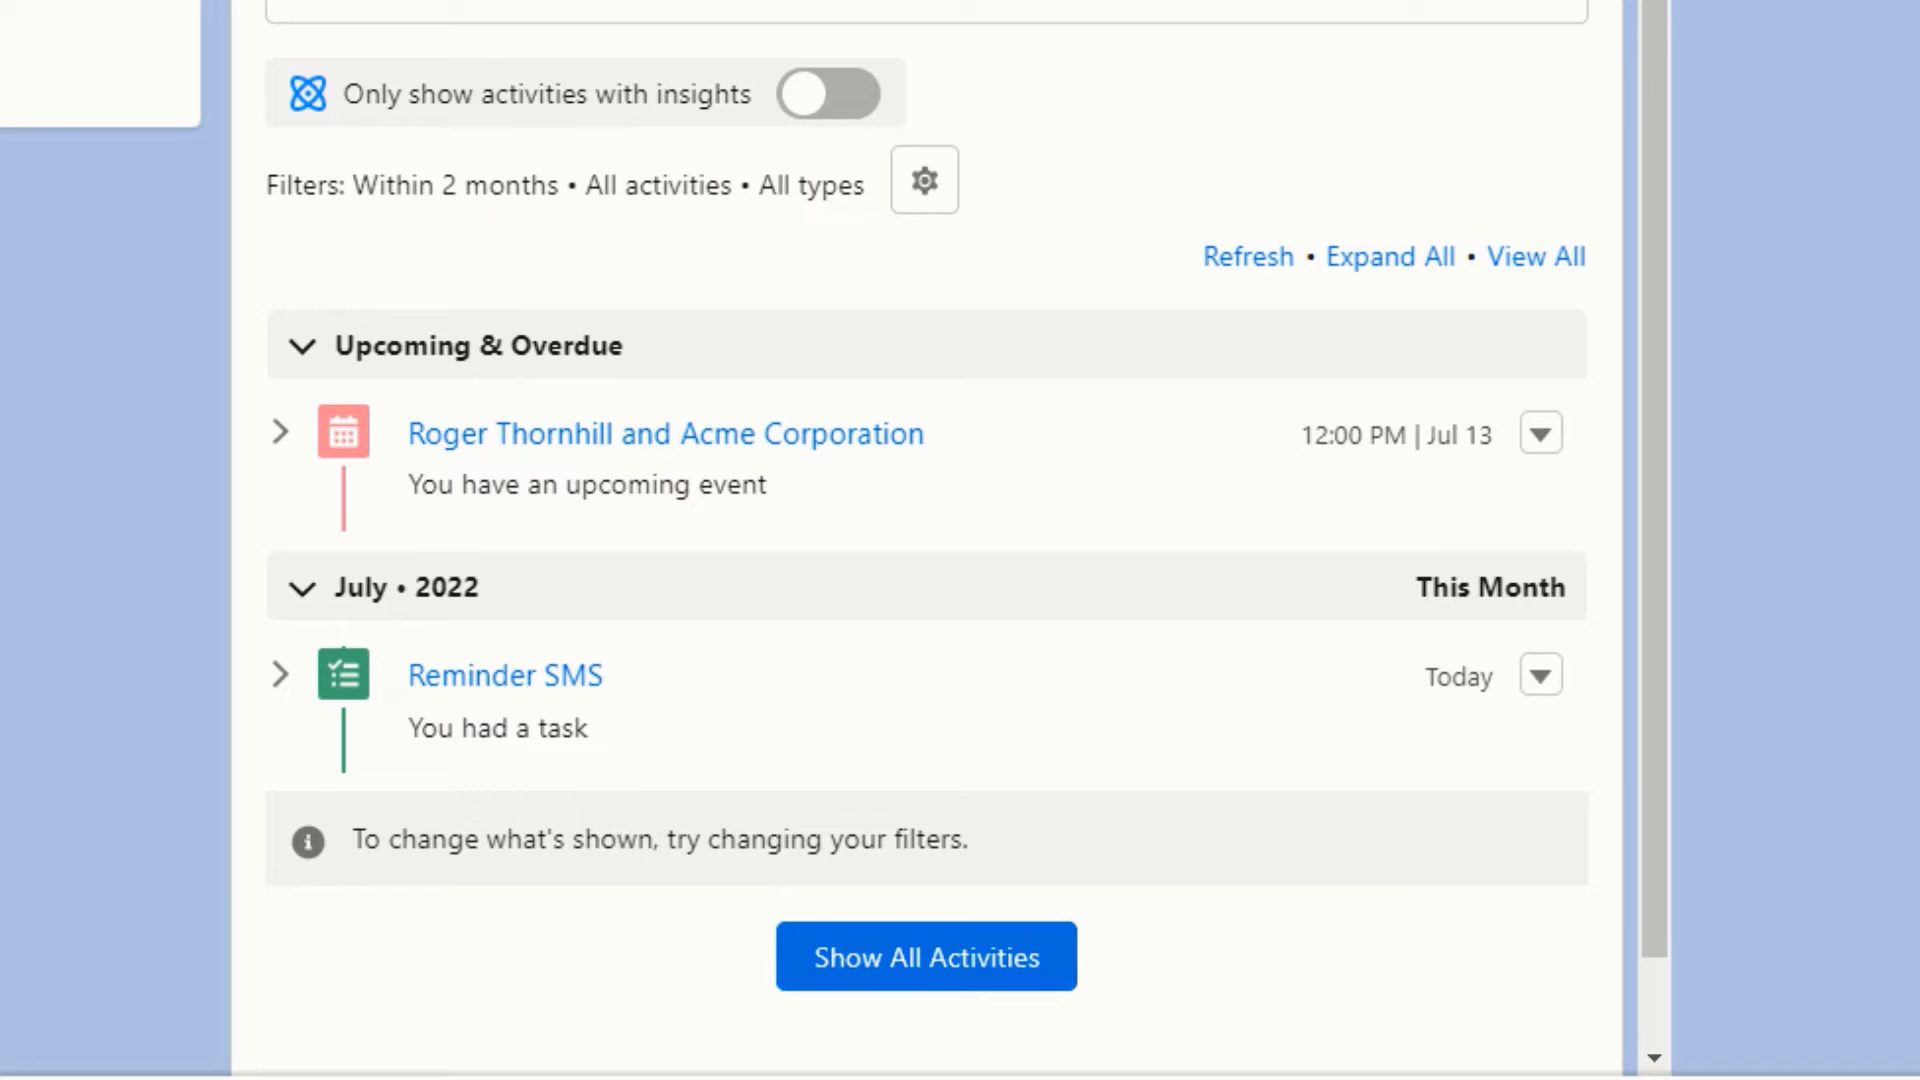 Only show activities with insights
Filters: Within 2 months • All activities • All types
Refresh • Expand All • View All
Upcoming & Overdue
Roger Thornhill and Acme Corporation 12:00 PM | Jul 13
You have an upcoming event
July • 2022 This Month
Reminder SMS Today
You had a task
To change what's shown, try changing your filters.
Show All Activities